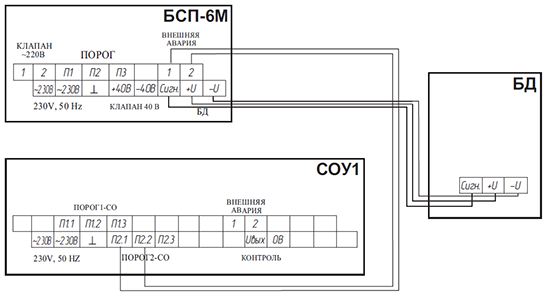 БСП-6М
КЛАПАН
~220В
ПОРОГ
ВНЕШНЯЯ
АВАРИЯ
1 2 П1 П2 П3 1 2
~230В ~230В ⊥ +40В -40В Сигн. +U -U
230V, 50 Hz КЛАПАН 40 В БД
БД
Сигн. +U -U
СОУ1
ПОРОГ1-СО
ВНЕШНЯЯ
АВАРИЯ
П1.1 П1.2 П1.3 1 2
~230В ~230В ⊥ П2.1 П2.2 П2.3 Uвых 0В
230V, 50 HZ ПОРОГ2-СО КОНТРОЛЬ